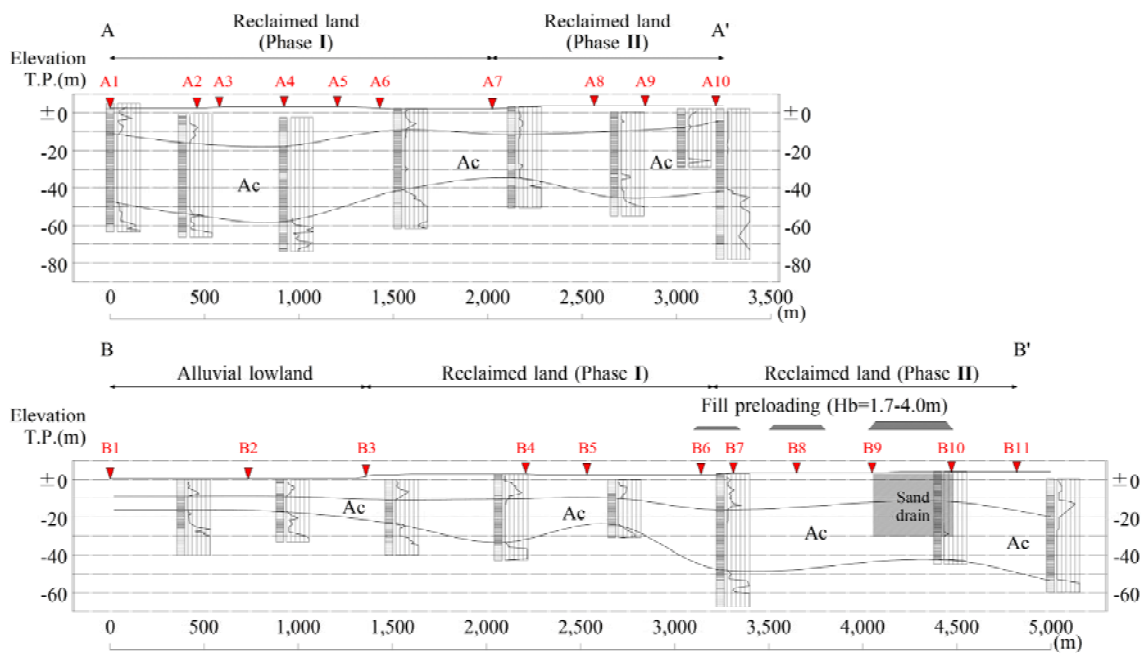 A
Reclaimed land
(Phase I)
Reclaimed land
(Phase II)
A'
Elevation
T.P.(m)
A1 A2 A3 A4 A5 A6 A7 A8 A9 A10
±0 ±0
-20 Ac Ac -20
-40 Ac -40
-60 -60
-80 -80
0 500 1,000 1,500 2,000 2,500 3,000 3,500
(m)
B B'
Alluvial lowland Reclaimed land (Phase I) Reclaimed land (Phase II)
Elevation
T.P.(m)
Fill preloading (Hb=1.7-4.0m)
B1 B2 B3 B4 B5 B6 B7 B8 B9 B10 B11
±0 ±0
-20 Ac Ac Sand
drain -20
-40 Ac Ac -40
-60 -60
0 500 1,000 1,500 2,000 2,500 3,000 3,500 4,000 4,500 5,000
(m)